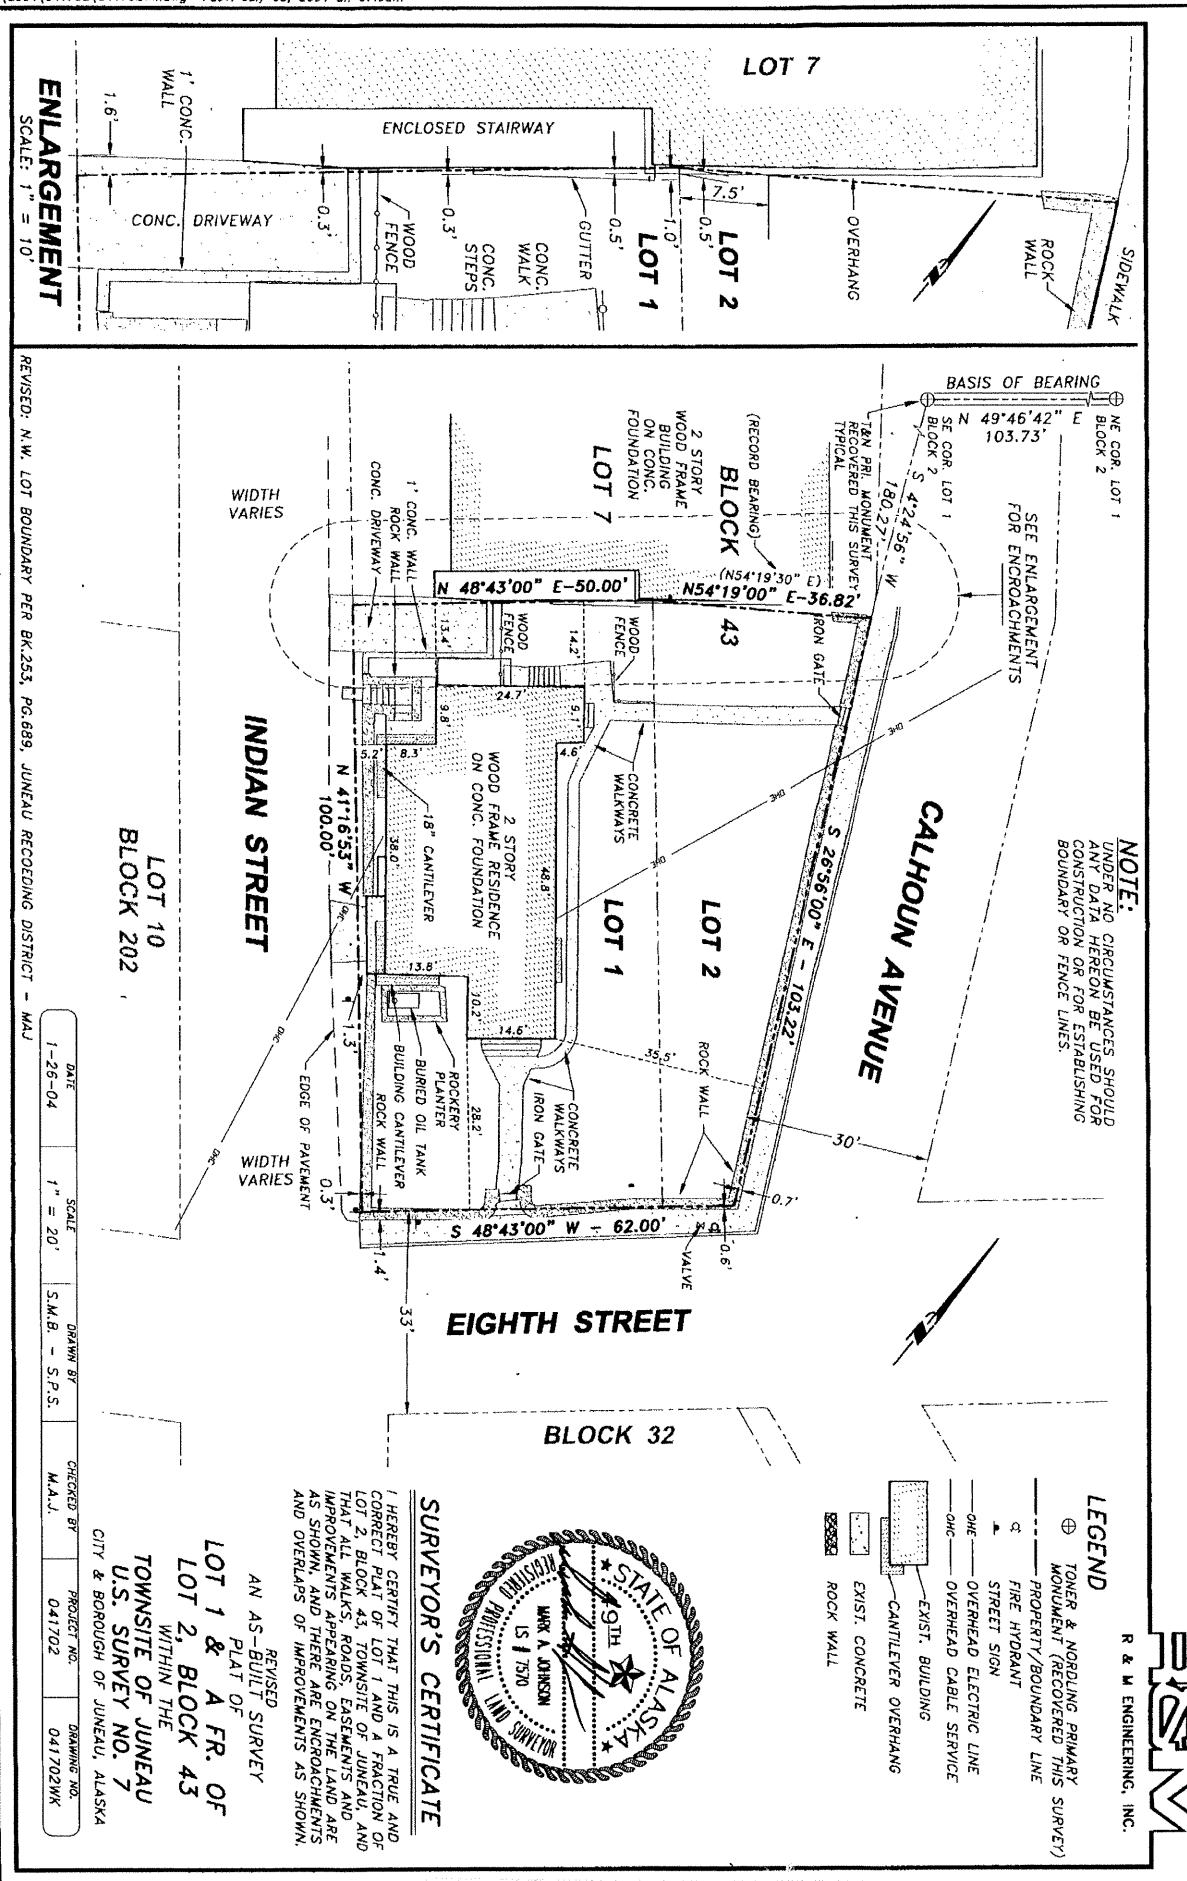 LOT 7
ENCLOSED STAIRWAY
1' CONC.
WALL
1.6'
CONC. DRIVEWAY
0.3'
WOOD
FENCE
0.3'
CONC.
STEPS
CONC.
WALK
GUTTER
0.5'
LOT 1
1.0'
0.5'
LOT 2
7.5'
OVERHANG
ROCK
WALL
SIDEWALK
ENLARGEMENT
SCALE: 1" = 10'
BASIS OF BEARING
N 49°46'42" E
103.73'
NE COR. LOT 1
BLOCK 2
SE COR. LOT 1
BLOCK 2
T&N PRI. MONUMENT
RECOVERED THIS SURVEY
TYPICAL
S 4°24'56" W
180.27'
SEE ENLARGEMENT
FOR ENCROACHMENTS
(RECORD BEARING)
BLOCK 43
2 STORY
WOOD FRAME
BUILDING
ON CONC.
FOUNDATION
LOT 7
(N54°19'30" E)
N54°19'00" E-36.82'
N 48°43'00" E-50.00'
WIDTH
VARIES
CONC. DRIVEWAY
1' CONC. WALL
ROCK WALL
13.4'
WOOD
FENCE
14.2'
WOOD
FENCE
IRON GATE
24.7'
9.8'
9.1'
5.2'
8.3'
4.6'
CONCRETE
WALKWAYS
2 STORY
WOOD FRAME RESIDENCE
ON CONC. FOUNDATION
18" CANTILEVER
38.0'
48.8'
13.8'
10.2'
14.6'
LOT 1
LOT 2
OHE
OHE
OHE
S 26°56'00" E - 103.22'
CALHOUN AVENUE
N 41°16'53" W
100.00'
INDIAN STREET
LOT 10
BLOCK 202
OHC
OHC
OHC
1.3'
EDGE OF PAVEMENT
ROCK WALL
BUILDING CANTILEVER
BURIED OIL TANK
ROCKERY
PLANTER
28.2'
IRON GATE
CONCRETE
WALKWAYS
35.5'
ROCK WALL
30'
0.7'
0.6'
VALVE
WIDTH
VARIES
0.3'
1.4'
S 48°43'00" W - 62.00'
33'
EIGHTH STREET
BLOCK 32
NOTE:
UNDER NO CIRCUMSTANCES SHOULD
ANY DATA HEREON BE USED FOR
CONSTRUCTION OR FOR ESTABLISHING
BOUNDARY OR FENCE LINES.
REVISED: N.W. LOT BOUNDARY PER BK.253, PG.689, JUNEAU RECOEDING DISTRICT - MAJ
R&M
R & M ENGINEERING, INC.
LEGEND
TONER & NORDLING PRIMARY
MONUMENT (RECOVERED THIS SURVEY)
PROPERTY/BOUNDARY LINE
FIRE HYDRANT
STREET SIGN
OHE OVERHEAD ELECTRIC LINE
OHC OVERHEAD CABLE SERVICE
EXIST. BUILDING
CANTILEVER OVERHANG
EXIST. CONCRETE
ROCK WALL
STATE OF ALASKA
49TH
MARK A. JOHNSON
LS # 7570
REGISTERED PROFESSIONAL LAND SURVEYOR
SURVEYOR'S CERTIFICATE
I HEREBY CERTIFY THAT THIS IS A TRUE AND
CORRECT PLAT OF LOT 1 AND A FRACTION OF
LOT 2, BLOCK 43, TOWNSITE OF JUNEAU, AND
THAT ALL WALKS, ROADS, EASEMENTS AND
IMPROVEMENTS APPEARING ON THE LAND ARE
AS SHOWN, AND THERE ARE ENCROACHMENTS
AND OVERLAPS OF IMPROVEMENTS AS SHOWN.
REVISED
AN AS-BUILT SURVEY
PLAT OF
LOT 1 & A FR. OF
LOT 2, BLOCK 43
WITHIN THE
TOWNSITE OF JUNEAU
U.S. SURVEY NO. 7
CITY & BOROUGH OF JUNEAU, ALASKA
DATE
1-26-04
SCALE
1" = 20'
DRAWN BY
S.M.B. - S.P.S.
CHECKED BY
M.A.J.
PROJECT NO.
041702
DRAWING NO.
041702WK